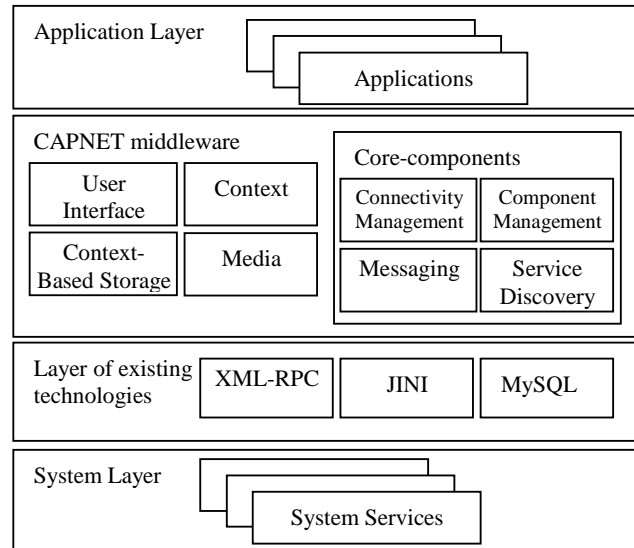 Application Layer
Applications
CAPNET middleware
User
Interface
Context
Context-
Based Storage
Media
Core-components
Connectivity
Management
Component
Management
Messaging
Service
Discovery
Layer of existing
technologies
XML-RPC
JINI
MySQL
System Layer
System Services